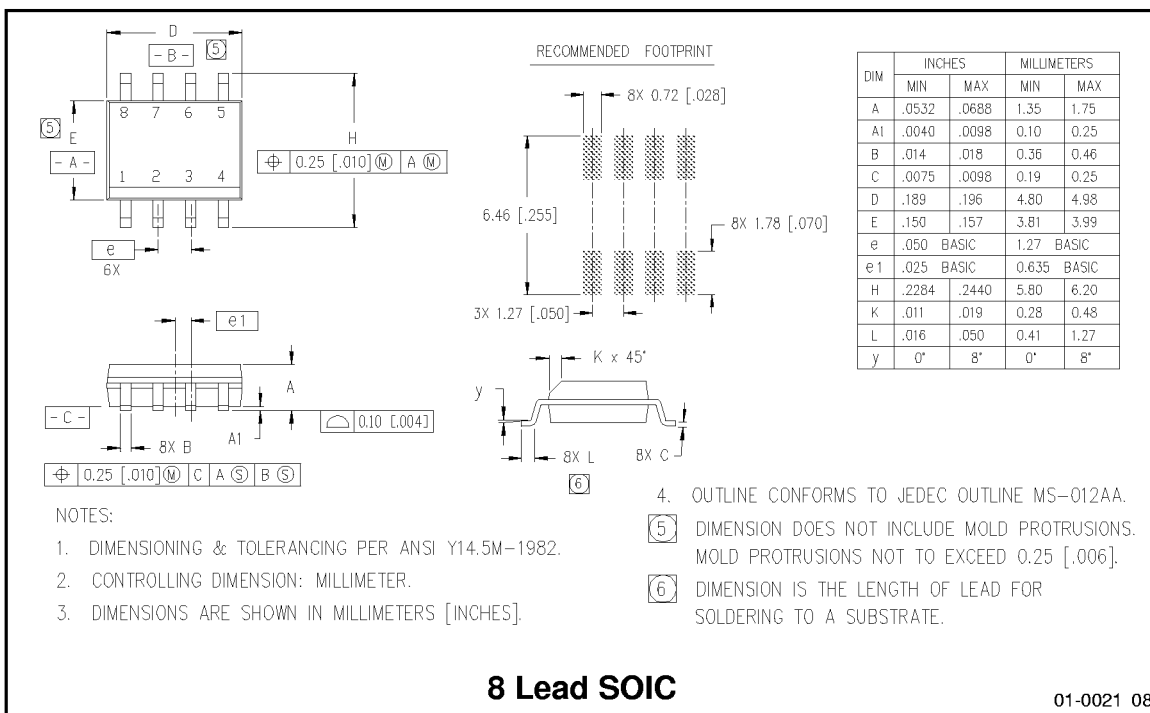 D
- B -
5
8 7 6 5
5
E
- A -
1 2 3 4
H
⌖ 0.25 [.010] Ⓜ A Ⓜ
e
6X
RECOMMENDED FOOTPRINT
8X 0.72 [.028]
6.46 [.255]
8X 1.78 [.070]
3X 1.27 [.050]
DIM INCHES MILLIMETERS
MIN MAX MIN MAX
A .0532 .0688 1.35 1.75
A1 .0040 .0098 0.10 0.25
B .014 .018 0.36 0.46
C .0075 .0098 0.19 0.25
D .189 .196 4.80 4.98
E .150 .157 3.81 3.99
e .050 BASIC 1.27 BASIC
e1 .025 BASIC 0.635 BASIC
H .2284 .2440 5.80 6.20
K .011 .019 0.28 0.48
L .016 .050 0.41 1.27
y 0° 8° 0° 8°
e1
A
- C -
8X B
A1
0.10 [.004]
⌖ 0.25 [.010] Ⓜ C A Ⓢ B Ⓢ
K x 45°
y
8X L
8X C
6
NOTES:
1. DIMENSIONING & TOLERANCING PER ANSI Y14.5M-1982.
2. CONTROLLING DIMENSION: MILLIMETER.
3. DIMENSIONS ARE SHOWN IN MILLIMETERS [INCHES].
4. OUTLINE CONFORMS TO JEDEC OUTLINE MS-012AA.
5 DIMENSION DOES NOT INCLUDE MOLD PROTRUSIONS.
MOLD PROTRUSIONS NOT TO EXCEED 0.25 [.006].
6 DIMENSION IS THE LENGTH OF LEAD FOR
SOLDERING TO A SUBSTRATE.
8 Lead SOIC
01-0021 08